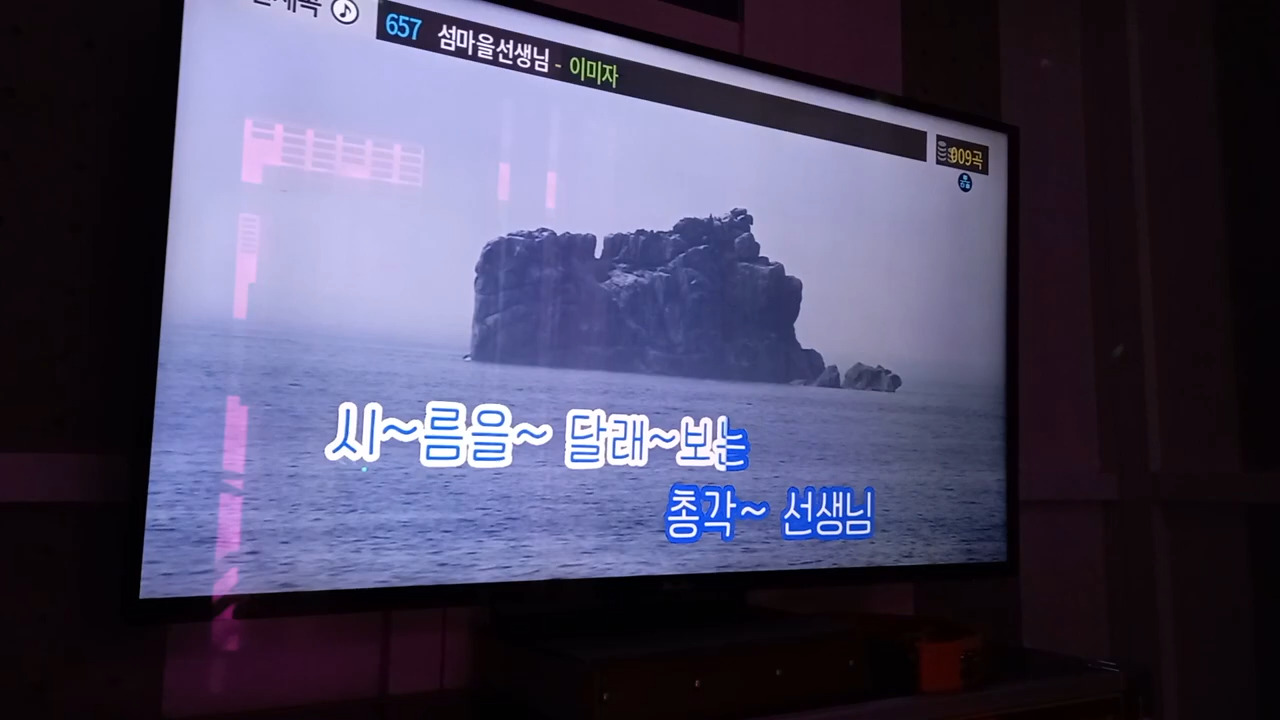 657 섬마을선생님 - 이미자
009곡
시~름을~ 달래~보는
총각~ 선생님